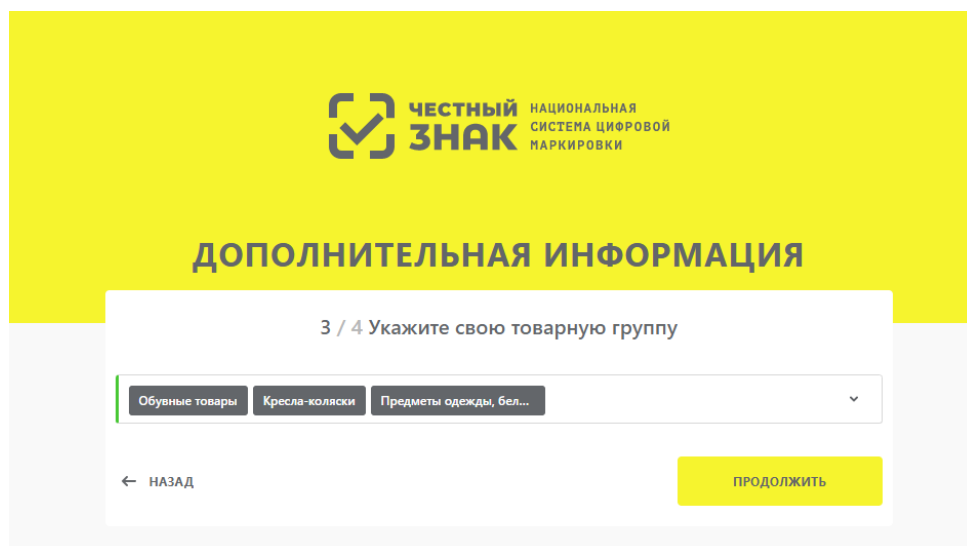 ЧЕСТНЫЙ
ЗНАК
НАЦИОНАЛЬНАЯ
СИСТЕМА ЦИФРОВОЙ
МАРКИРОВКИ
ДОПОЛНИТЕЛЬНАЯ ИНФОРМАЦИЯ
3 / 4 Укажите свою товарную группу
Обувные товары Кресла-коляски Предметы одежды, бел...
← НАЗАД
ПРОДОЛЖИТЬ